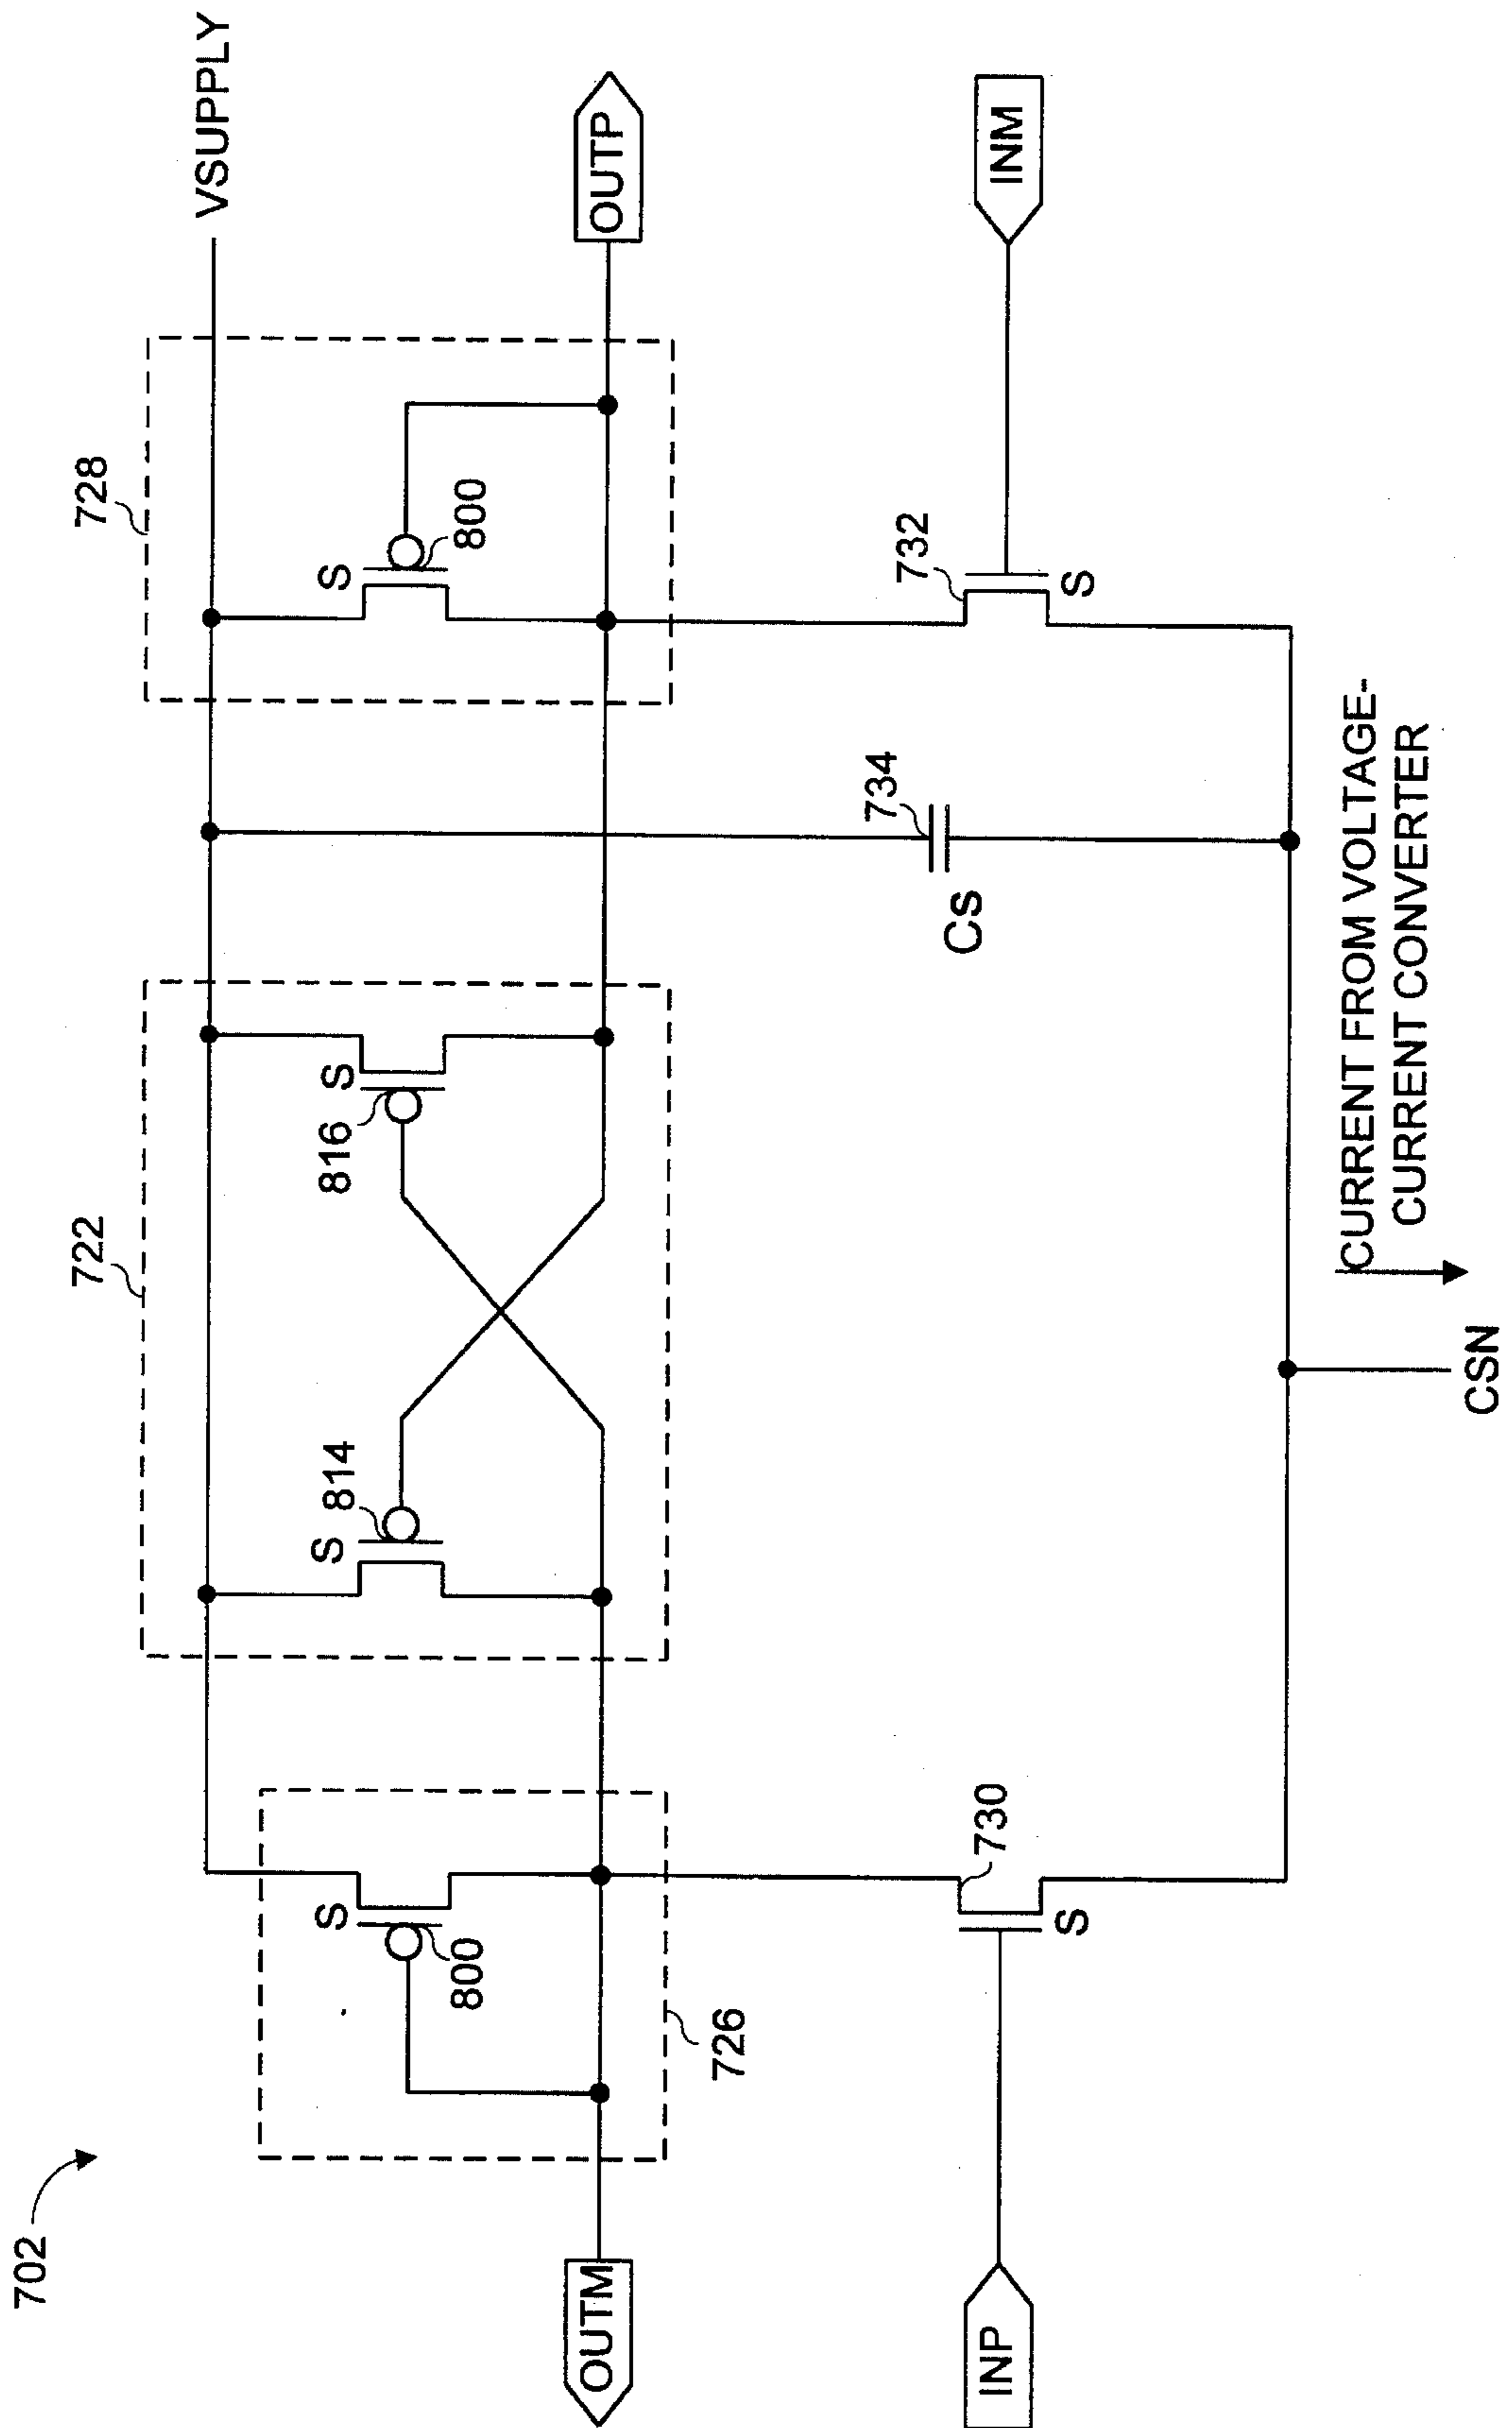 702
722
728
VSUPPLY
S
800
S
814
816
S
S
800
OUTM
OUTP
726
Cs
734
730
S
732
S
INP
INM
CSN
CURRENT FROM VOLTAGE-
CURRENT CONVERTER